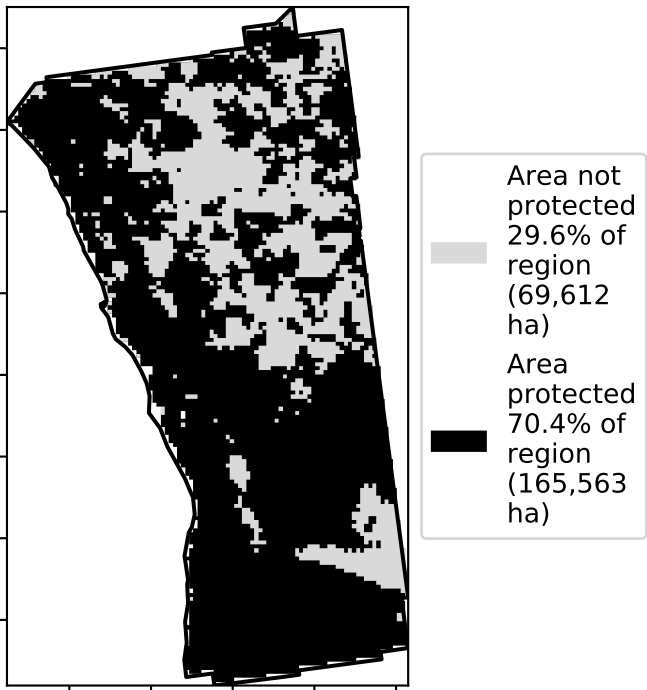 Area not
protected
29.6% of
region
(69,612
ha)
Area
protected
70.4% of
region
(165,563
ha)